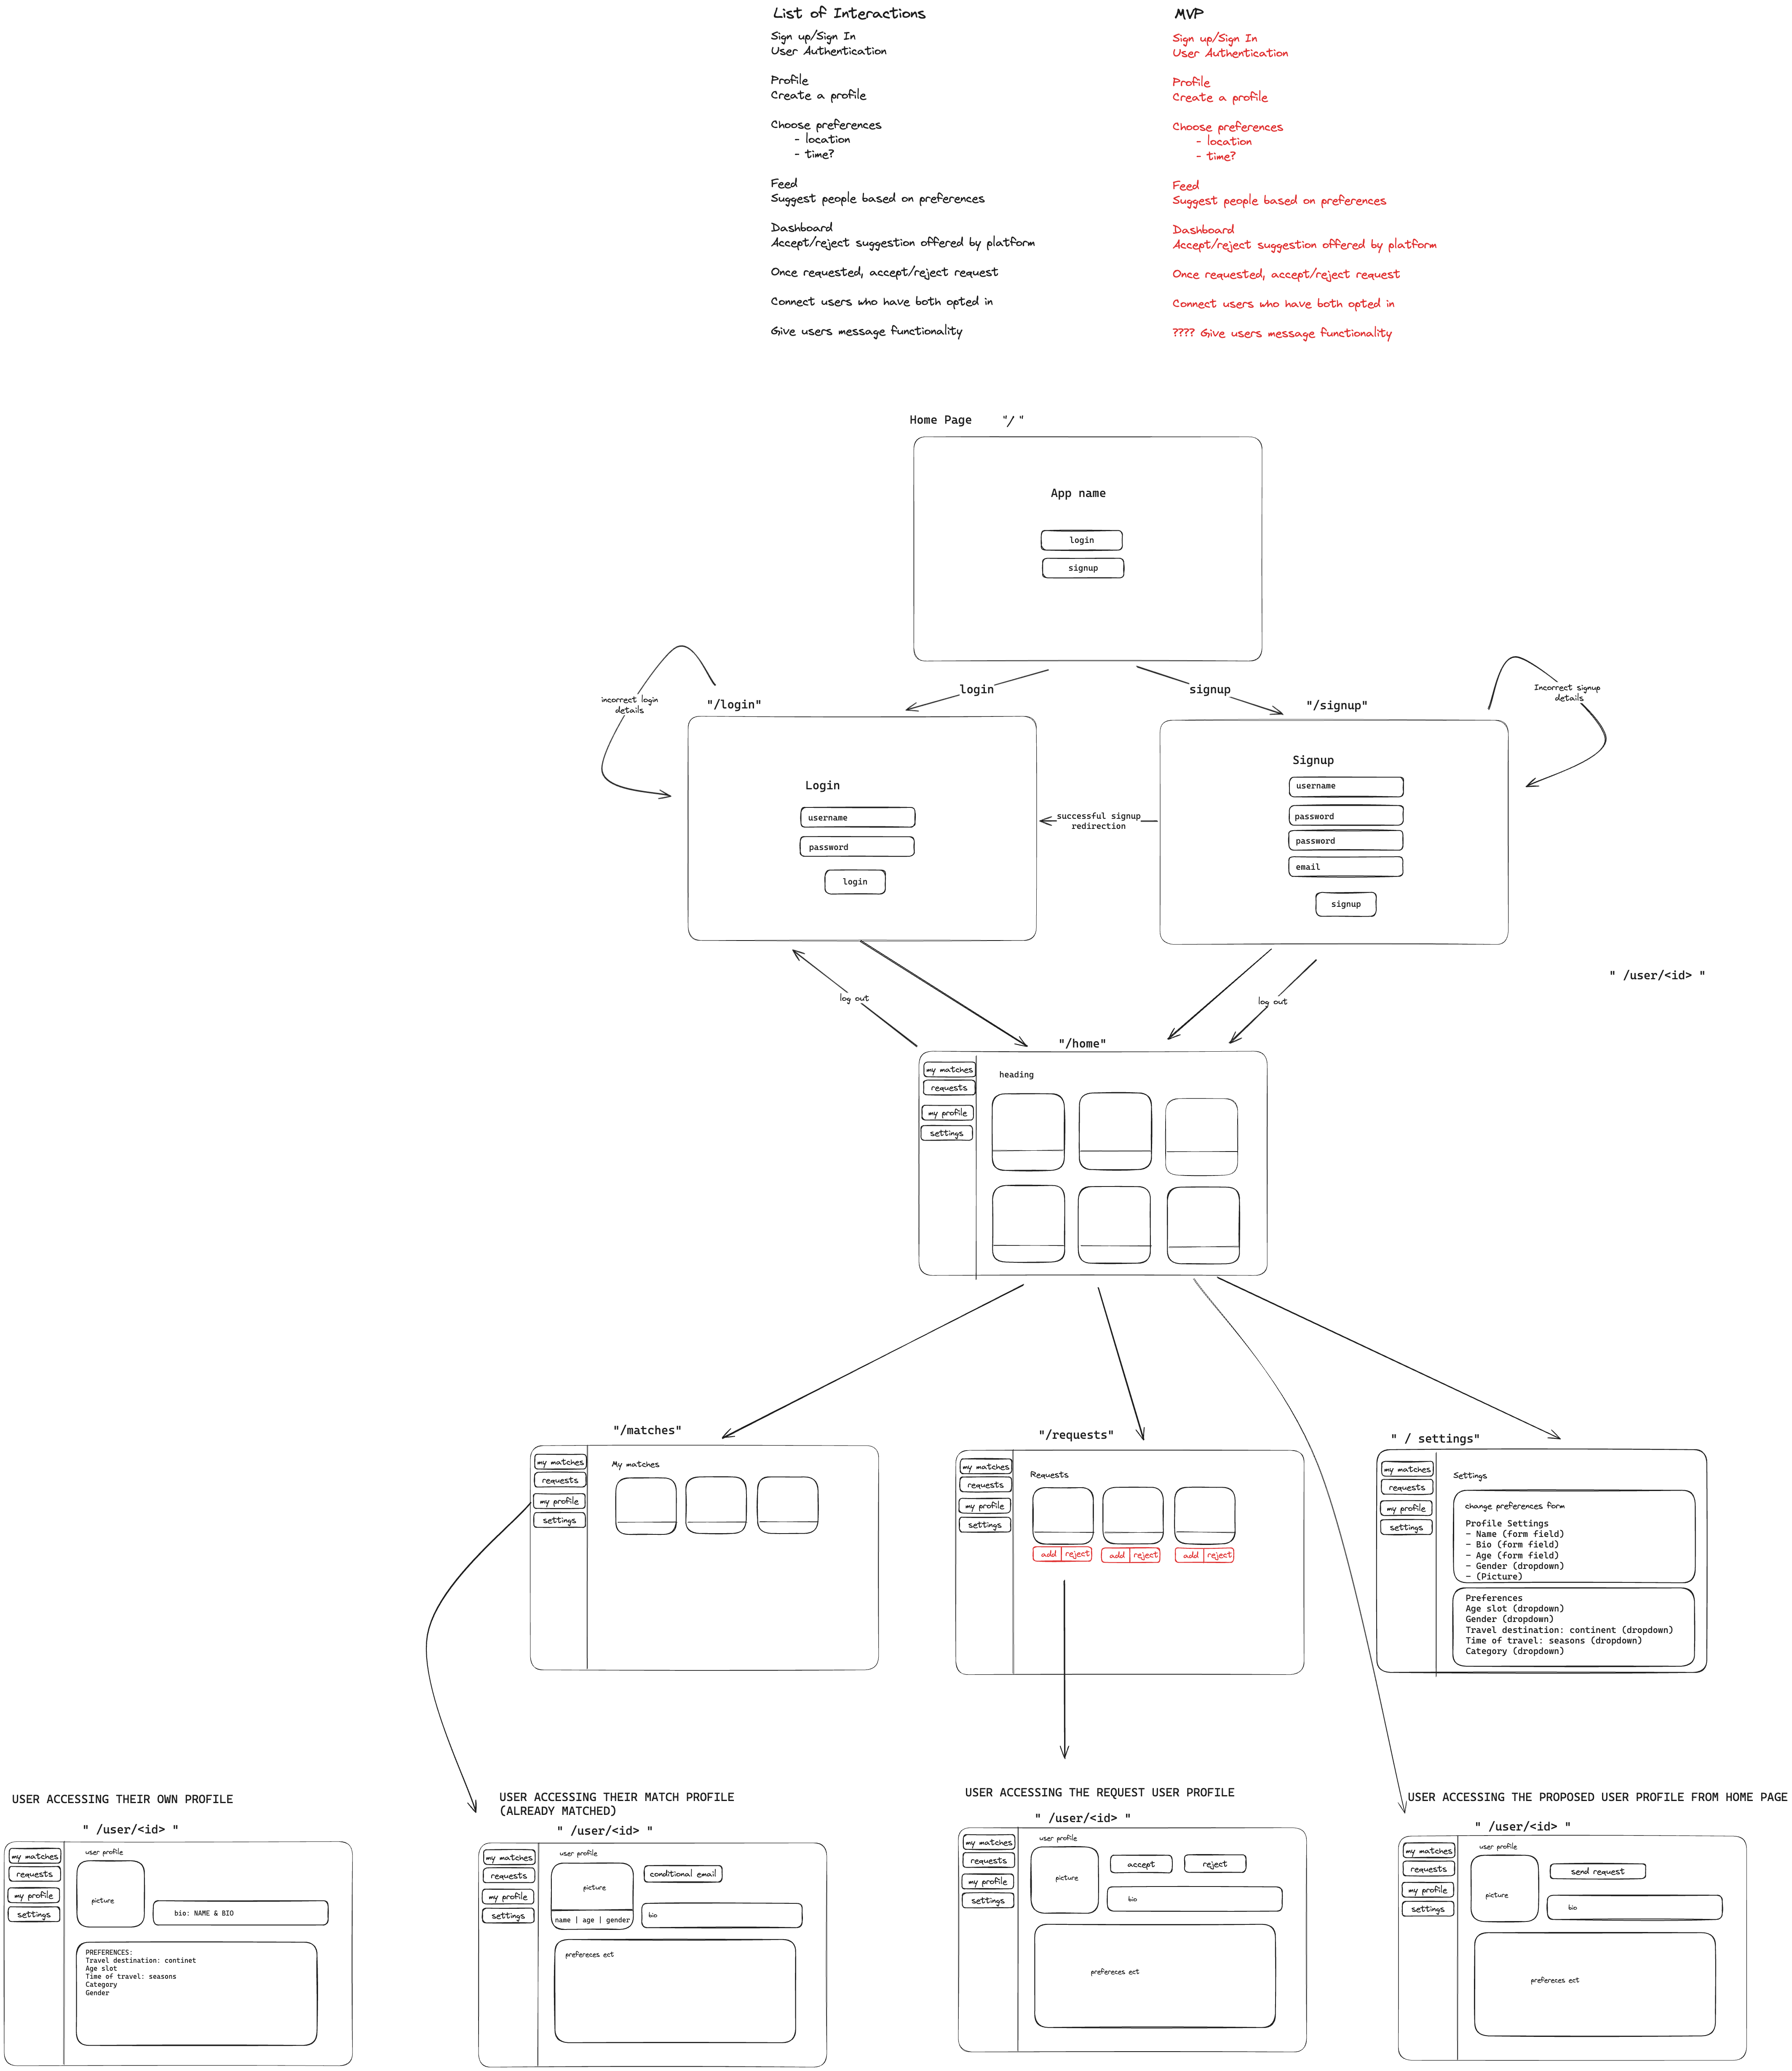 List of Interactions
Sign up/Sign In
User Authentication
Profile
Create a profile
Choose preferences
- location
- time?
Feed
Suggest people based on preferences
Dashboard
Accept/reject suggestion offered by platform
Once requested, accept/reject request
Connect users who have both opted in
Give users message functionality
MVP
Sign up/Sign In
User Authentication
Profile
Create a profile
Choose preferences
- location
- time?
Feed
Suggest people based on preferences
Dashboard
Accept/reject suggestion offered by platform
Once requested, accept/reject request
Connect users who have both opted in
???? Give users message functionality
Home Page "/ "
App name
login
signup
login
signup
incorrect login
details
"/login"
Login
username
password
login
successful signup
redirection
"/signup"
Incorrect signup
details
Signup
username
password
password
email
signup
" /user/<id> "
log out
log out
"/home"
my matches
requests
my profile
settings
heading
"/matches"
my matches
requests
my profile
settings
My matches
"/requests"
my matches
requests
my profile
settings
Requests
add reject
add reject
add reject
" / settings"
my matches
requests
my profile
settings
Settings
change preferences form
Profile Settings
- Name (form field)
- Bio (form field)
- Age (form field)
- Gender (dropdown)
- (Picture)
Preferences
Age slot (dropdown)
Gender (dropdown)
Travel destination: continent (dropdown)
Time of travel: seasons (dropdown)
Category (dropdown)
USER ACCESSING THEIR OWN PROFILE
" /user/<id> "
my matches
requests
my profile
settings
user profile
picture
bio: NAME & BIO
PREFERENCES:
Travel destination: continet
Age slot
Time of travel: seasons
Category
Gender
USER ACCESSING THEIR MATCH PROFILE
(ALREADY MATCHED)
" /user/<id> "
my matches
requests
my profile
settings
user profile
picture
name | age | gender
conditional email
bio
prefereces ect
USER ACCESSING THE REQUEST USER PROFILE
" /user/<id> "
my matches
requests
my profile
settings
user profile
picture
accept
reject
bio
prefereces ect
USER ACCESSING THE PROPOSED USER PROFILE FROM HOME PAGE
" /user/<id> "
my matches
requests
my profile
settings
user profile
picture
send request
bio
prefereces ect